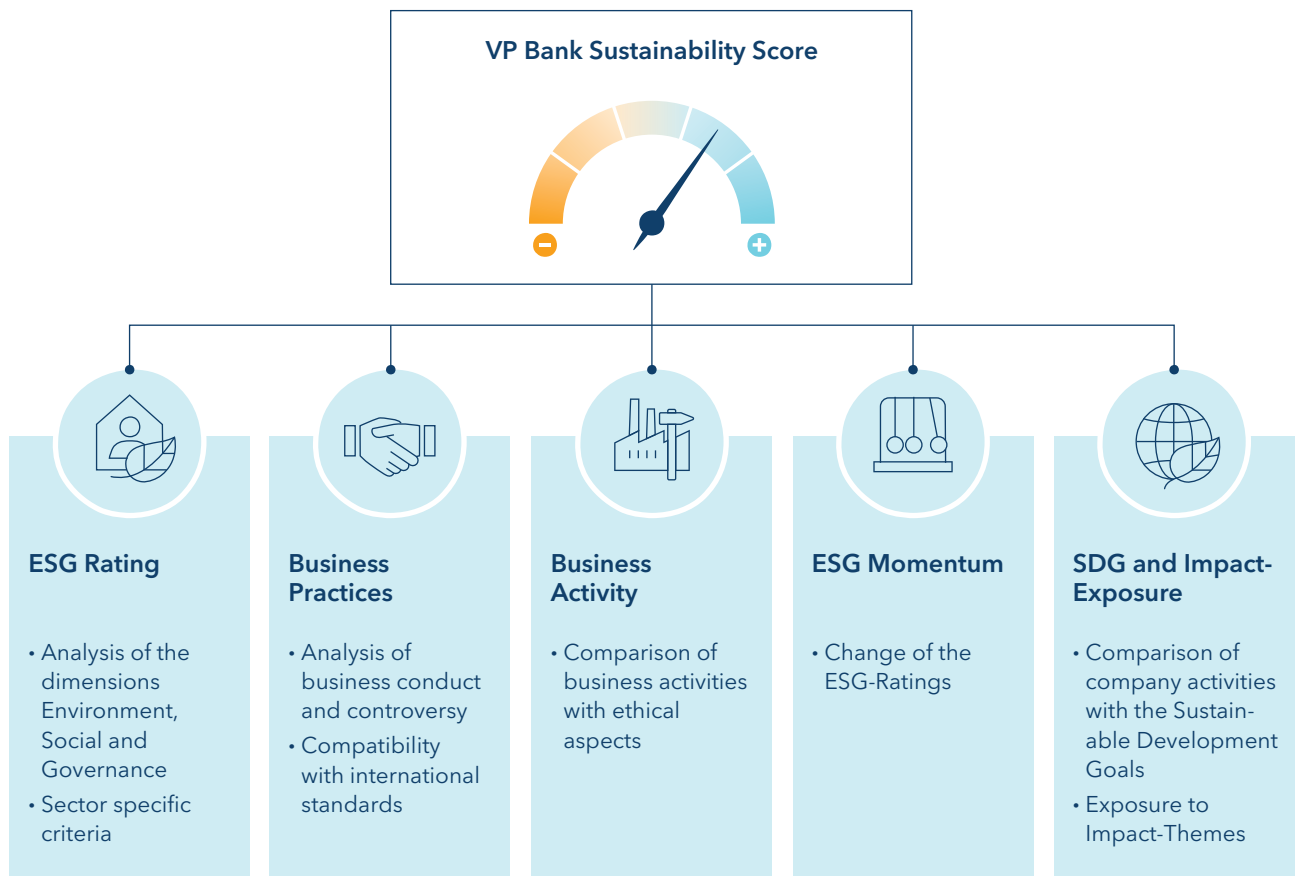 VP Bank Sustainability Score
ESG Rating
• Analysis of the
dimensions
Environment,
Social and
Governance
• Sector specific
criteria
Business
Practices
• Analysis of
business conduct
and controversy
• Compatibility
with international
standards
Business
Activity
• Comparison of
business activities
with ethical
aspects
ESG Momentum
• Change of the
ESG-Ratings
SDG and Impact-
Exposure
• Comparison of
company activities
with the Sustain-
able Development
Goals
• Exposure to
Impact-Themes